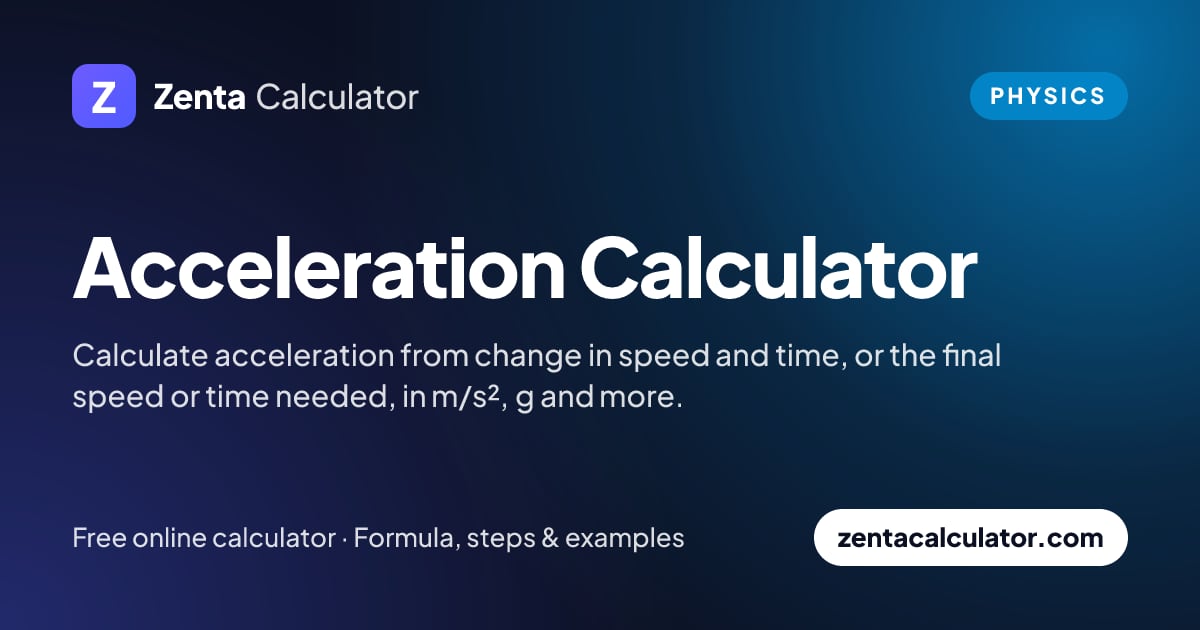 Z
Zenta Calculator
PHYSICS
Acceleration Calculator
Calculate acceleration from change in speed and time, or the final
speed or time needed, in m/s², g and more.
Free online calculator · Formula, steps & examples
zentacalculator.com